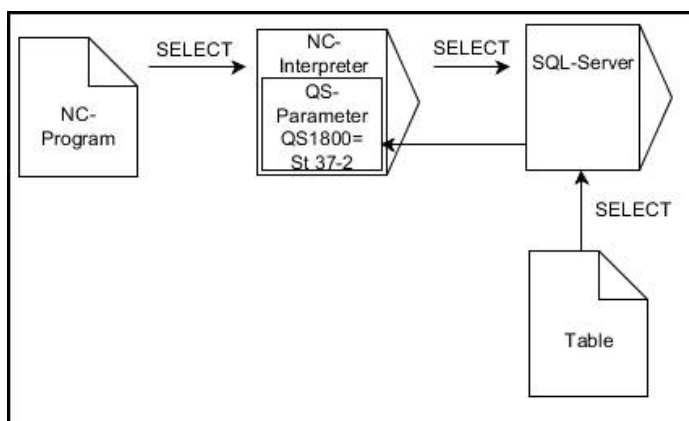 SELECT
NC-
Interpreter
SELECT
SQL-Server
NC-
Program
QS-
Parameter
QS1800=
St 37-2
SELECT
Table